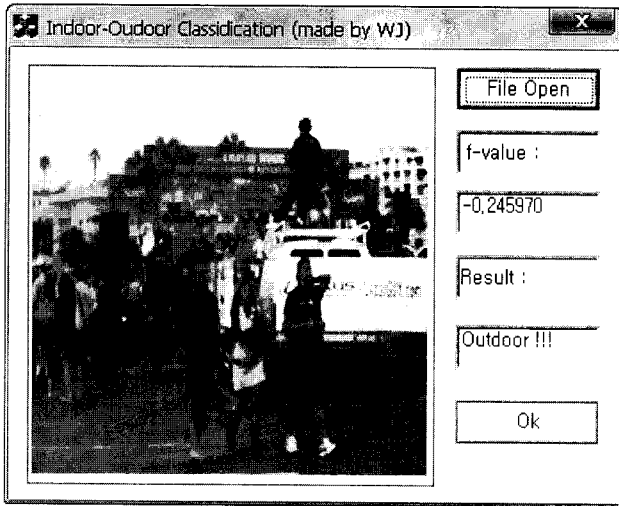 Indoor-Oudoor Classidication (made by WJ)
File Open
f-value :
-0,245970
Result :
Outdoor !!!
Ok